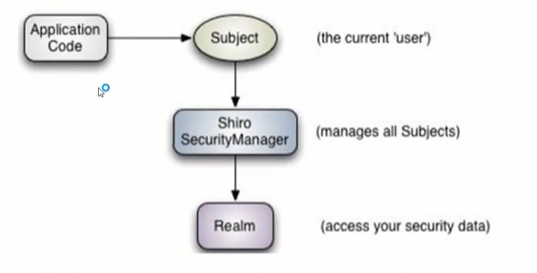 Application
Code
Subject
(the current 'user')
Shiro
SecurityManager
(manages all Subjects)
Realm
(access your security data)